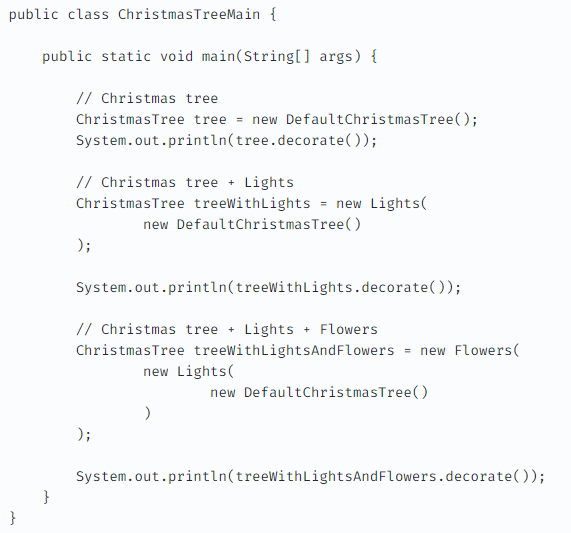 public class ChristmasTreeMain {

    public static void main(String[] args) {

        // Christmas tree
        ChristmasTree tree = new DefaultChristmasTree();
        System.out.println(tree.decorate());

        // Christmas tree + Lights
        ChristmasTree treeWithLights = new Lights(
                new DefaultChristmasTree()
        );

        System.out.println(treeWithLights.decorate());

        // Christmas tree + Lights + Flowers
        ChristmasTree treeWithLightsAndFlowers = new Flowers(
                new Lights(
                        new DefaultChristmasTree()
                )
        );

        System.out.println(treeWithLightsAndFlowers.decorate());
    }
}